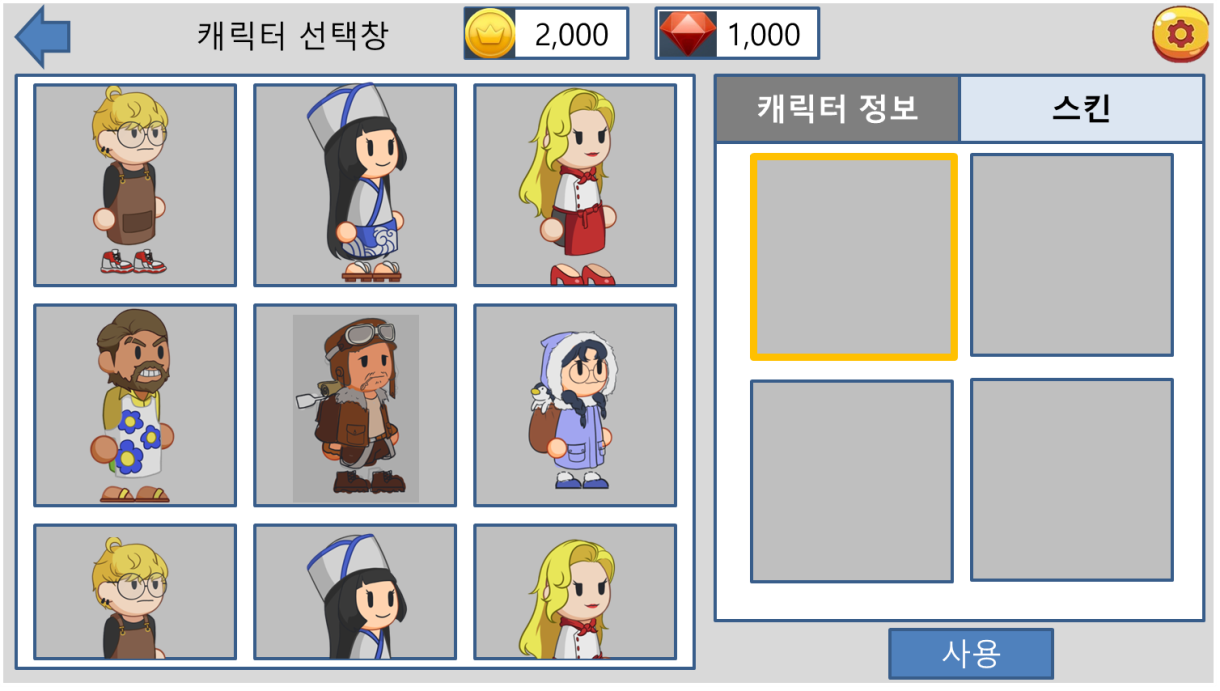 캐릭터 선택창
2,000
1,000
캐릭터 정보
스킨
사용